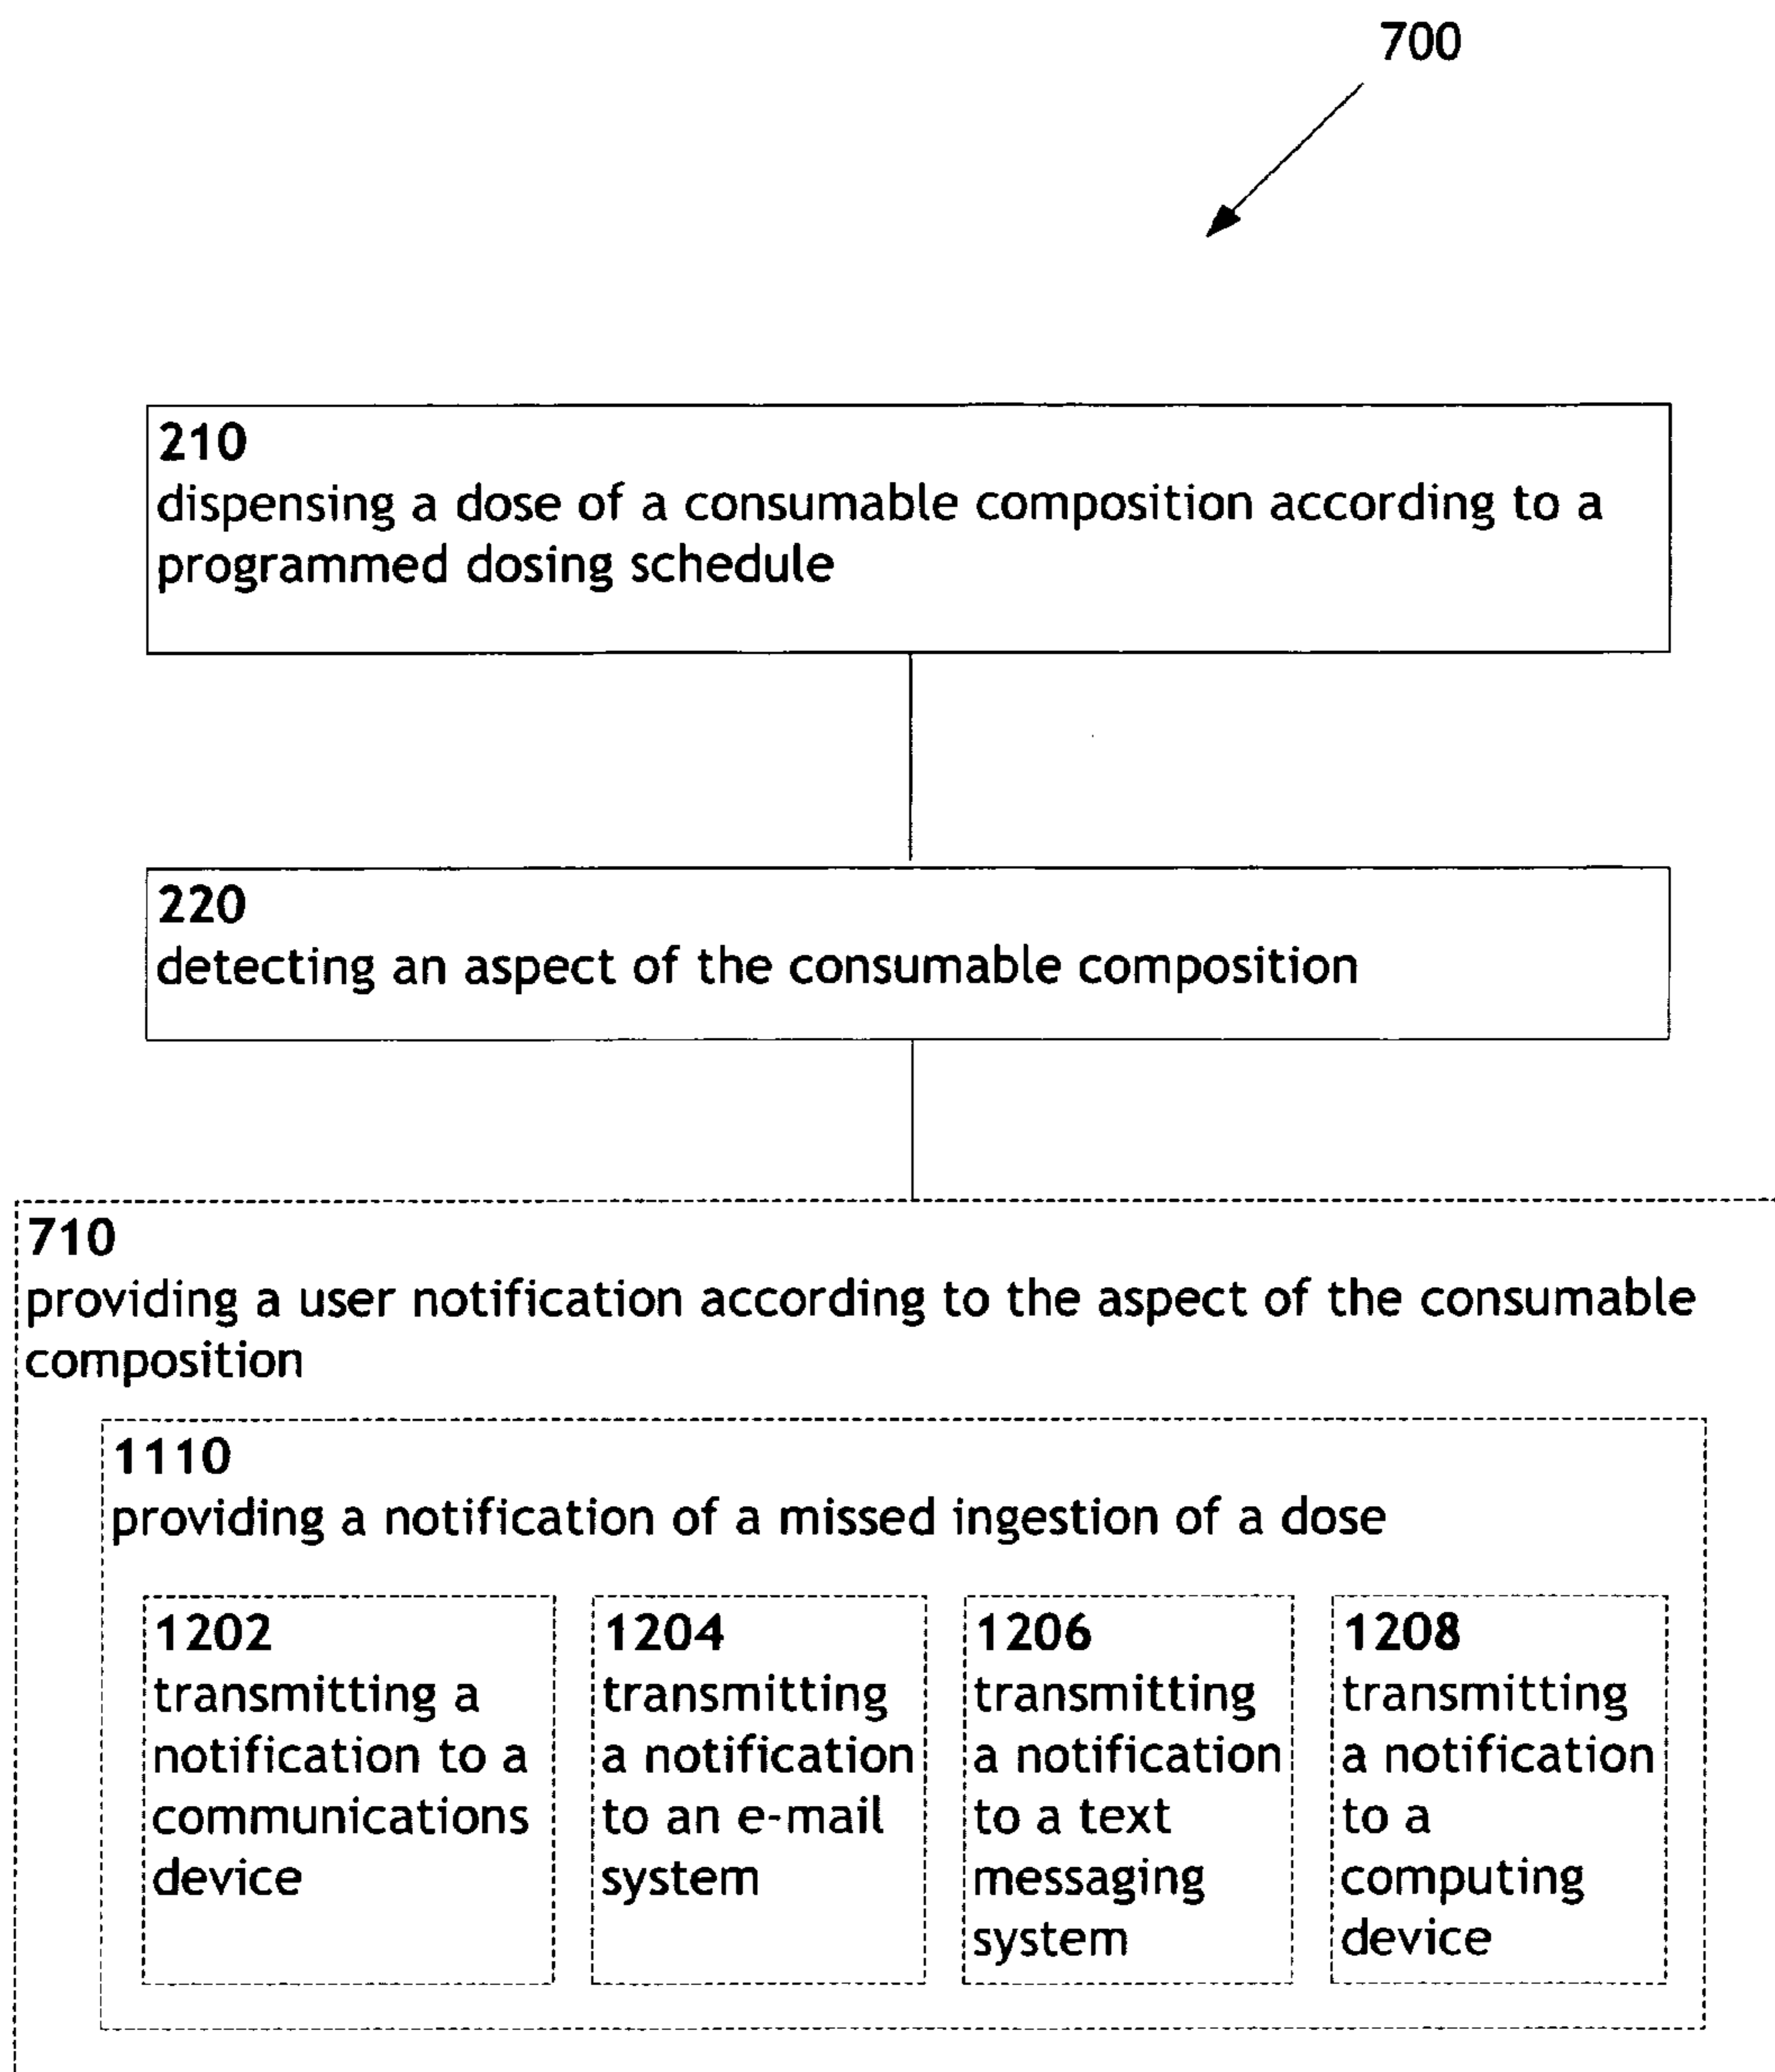 700
210
dispensing a dose of a consumable composition according to a
programmed dosing schedule
220
detecting an aspect of the consumable composition
710
providing a user notification according to the aspect of the consumable
composition
1110
providing a notification of a missed ingestion of a dose
1202
transmitting a
notification to a
communications
device
1204
transmitting
a notification
to an e-mail
system
1206
transmitting
a notification
to a text
messaging
system
1208
transmitting
a notification
to a
computing
device